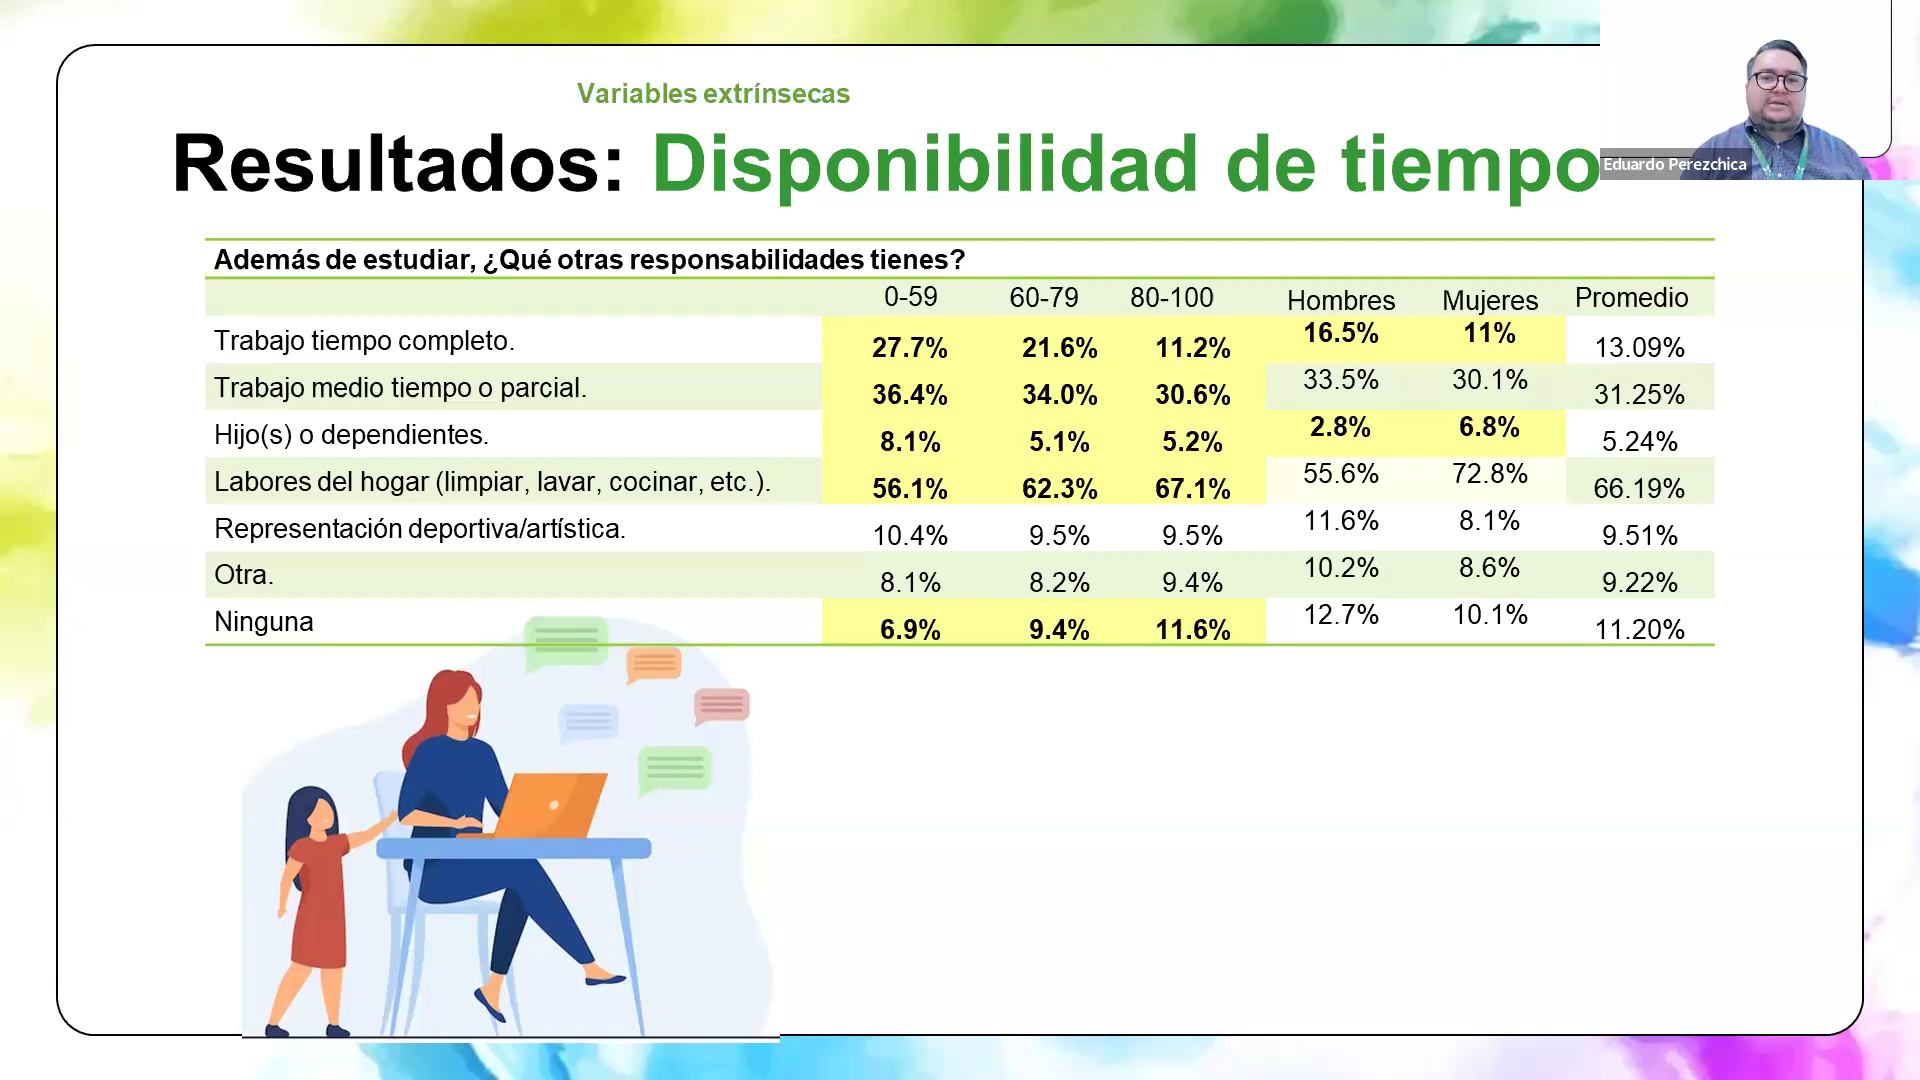 Variables extrínsecas
Resultados: Disponibilidad de tiempo
Eduardo Perezchica
Además de estudiar, ¿Qué otras responsabilidades tienes?
0-59 60-79 80-100 Hombres Mujeres Promedio
Trabajo tiempo completo. 27.7% 21.6% 11.2% 16.5% 11% 13.09%
Trabajo medio tiempo o parcial. 36.4% 34.0% 30.6% 33.5% 30.1% 31.25%
Hijo(s) o dependientes. 8.1% 5.1% 5.2% 2.8% 6.8% 5.24%
Labores del hogar (limpiar, lavar, cocinar, etc.). 56.1% 62.3% 67.1% 55.6% 72.8% 66.19%
Representación deportiva/artística. 10.4% 9.5% 9.5% 11.6% 8.1% 9.51%
Otra. 8.1% 8.2% 9.4% 10.2% 8.6% 9.22%
Ninguna 6.9% 9.4% 11.6% 12.7% 10.1% 11.20%